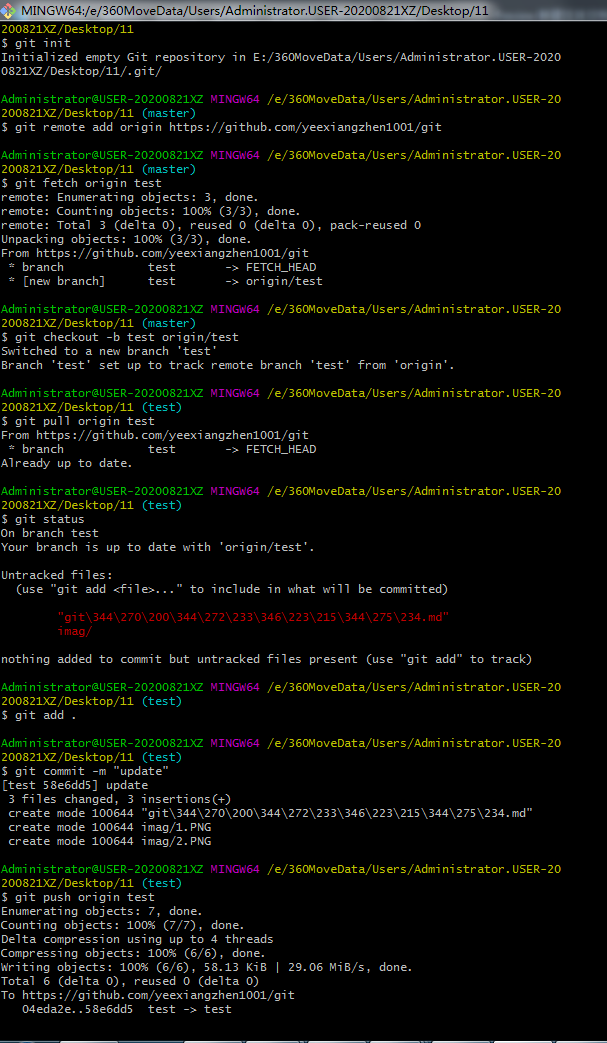 MINGW64:/e/360MoveData/Users/Administrator.USER-20200821XZ/Desktop/11
200821XZ/Desktop/11
$ git init
Initialized empty Git repository in E:/360MoveData/Users/Administrator.USER-2020
0821XZ/Desktop/11/.git/
Administrator@USER-20200821XZ MINGW64 /e/360MoveData/Users/Administrator.USER-20
200821XZ/Desktop/11 (master)
$ git remote add origin https://github.com/yeexiangzhen1001/git
Administrator@USER-20200821XZ MINGW64 /e/360MoveData/Users/Administrator.USER-20
200821XZ/Desktop/11 (master)
$ git fetch origin test
remote: Enumerating objects: 3, done.
remote: Counting objects: 100% (3/3), done.
remote: Total 3 (delta 0), reused 0 (delta 0), pack-reused 0
Unpacking objects: 100% (3/3), done.
From https://github.com/yeexiangzhen1001/git
 * branch            test       -> FETCH_HEAD
 * [new branch]      test       -> origin/test
Administrator@USER-20200821XZ MINGW64 /e/360MoveData/Users/Administrator.USER-20
200821XZ/Desktop/11 (master)
$ git checkout -b test origin/test
Switched to a new branch 'test'
Branch 'test' set up to track remote branch 'test' from 'origin'.
Administrator@USER-20200821XZ MINGW64 /e/360MoveData/Users/Administrator.USER-20
200821XZ/Desktop/11 (test)
$ git pull origin test
From https://github.com/yeexiangzhen1001/git
 * branch            test       -> FETCH_HEAD
Already up to date.
Administrator@USER-20200821XZ MINGW64 /e/360MoveData/Users/Administrator.USER-20
200821XZ/Desktop/11 (test)
$ git status
On branch test
Your branch is up to date with 'origin/test'.
Untracked files:
  (use "git add <file>..." to include in what will be committed)
        "git\344\270\200\344\272\233\346\223\215\344\275\234.md"
        imag/
nothing added to commit but untracked files present (use "git add" to track)
Administrator@USER-20200821XZ MINGW64 /e/360MoveData/Users/Administrator.USER-20
200821XZ/Desktop/11 (test)
$ git add .
Administrator@USER-20200821XZ MINGW64 /e/360MoveData/Users/Administrator.USER-20
200821XZ/Desktop/11 (test)
$ git commit -m "update"
[test 58e6dd5] update
 3 files changed, 3 insertions(+)
 create mode 100644 "git\344\270\200\344\272\233\346\223\215\344\275\234.md"
 create mode 100644 imag/1.PNG
 create mode 100644 imag/2.PNG
Administrator@USER-20200821XZ MINGW64 /e/360MoveData/Users/Administrator.USER-20
200821XZ/Desktop/11 (test)
$ git push origin test
Enumerating objects: 7, done.
Counting objects: 100% (7/7), done.
Delta compression using up to 4 threads
Compressing objects: 100% (6/6), done.
Writing objects: 100% (6/6), 58.13 KiB | 29.06 MiB/s, done.
Total 6 (delta 0), reused 0 (delta 0)
To https://github.com/yeexiangzhen1001/git
   04eda2e..58e6dd5  test -> test